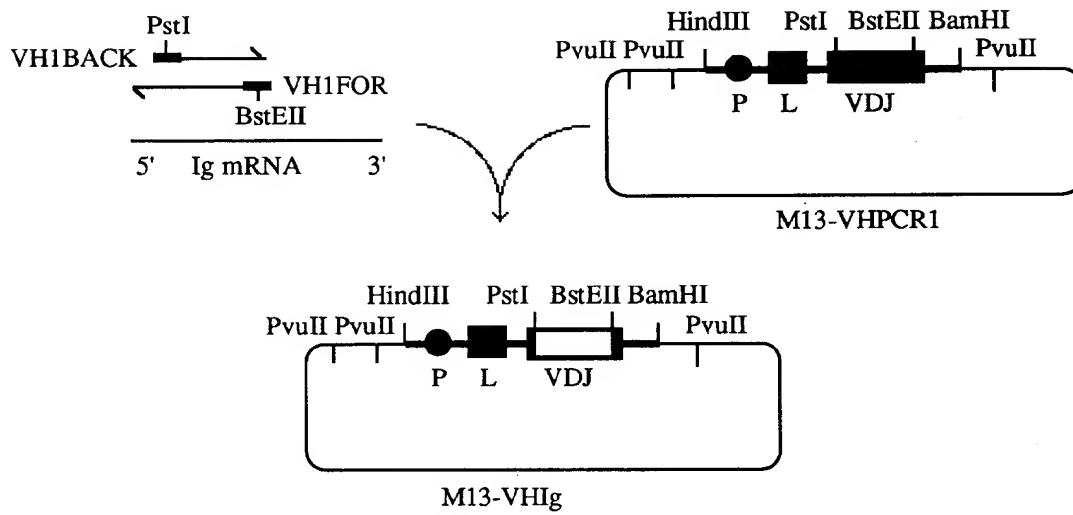 PstI
VH1BACK
VH1FOR
BstEII
5' Ig mRNA 3'
HindIII PstI BstEII BamHI
PvuII PvuII PvuII
P L VDJ
M13-VHPCR1
HindIII PstI BstEII BamHI
PvuII PvuII PvuII
P L VDJ
M13-VHIg